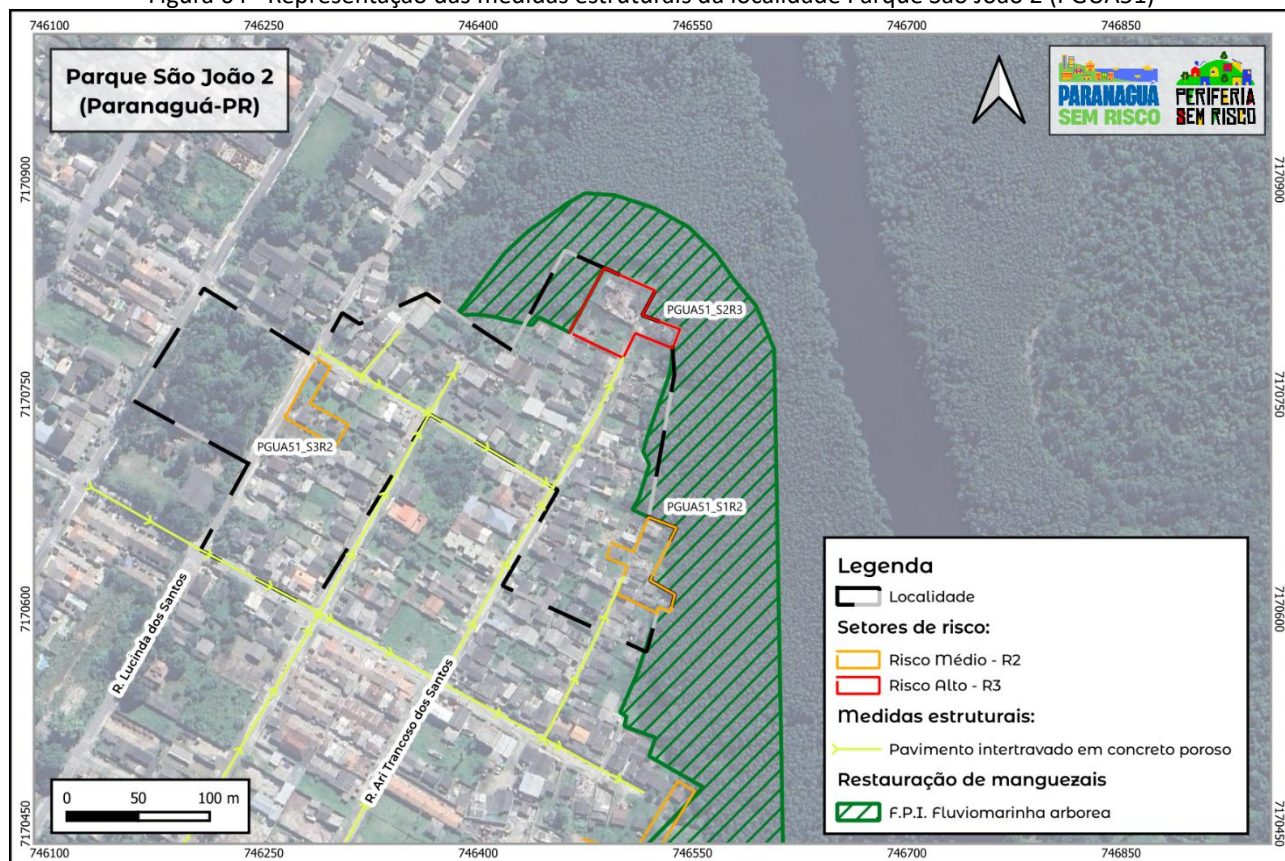 Figura 64 - Representação das medidas estruturais da localidade Parque São João 2 (PGUA51)
746100
746400
746550
746700
746850
Parque São João 2
(Paranaguá-PR)
PARANAGUÁ
SEM RISCO
PERIFERIA
SEM RISCO
7170900
7170900
7170750
7170750
7170600
7170600
7170450
7170450
PGUA51_S2R3
PGUA51_S3R2
PGUA51_S1R2
R. Lucinda dos Santos
R. Ari Trancoso dos Santos
Legenda
Localidade
Setores de risco:
Risco Médio - R2
Risco Alto - R3
Medidas estruturais:
Pavimento intertravado em concreto poroso
Restauração de manguezais
F.P.I. Fluviomarinha arborea
0 50 100 m
746100
746250
746400
746550
746700
746850